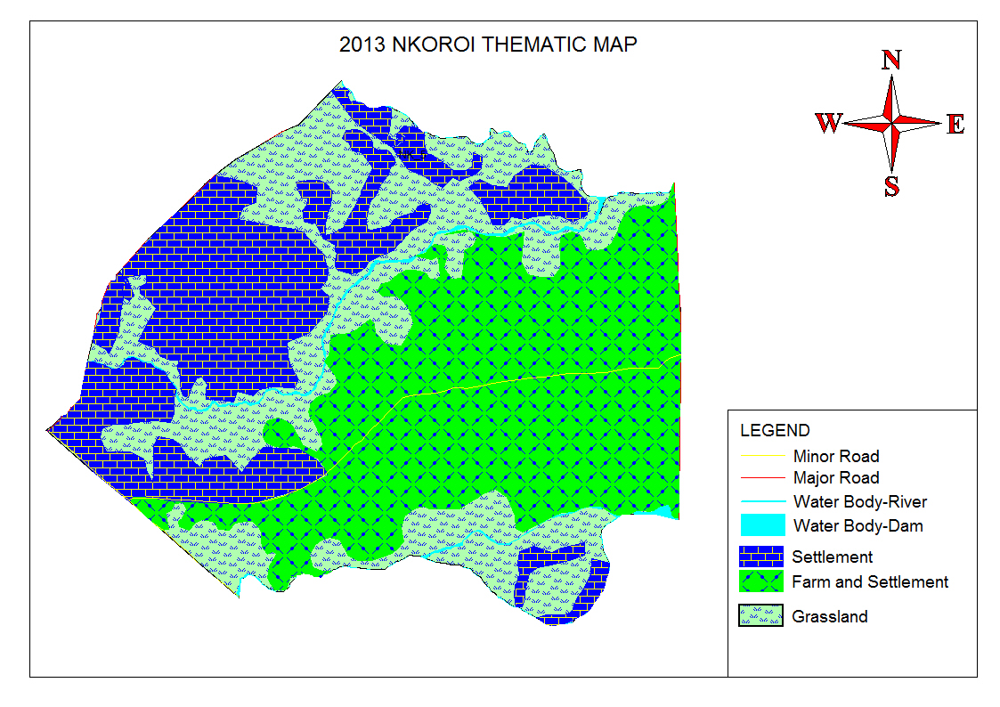 2013 NKOROI THEMATIC MAP
N
W
E
S
LEGEND
Minor Road
Major Road
Water Body-River
Water Body-Dam
Settlement
Farm and Settlement
Grassland